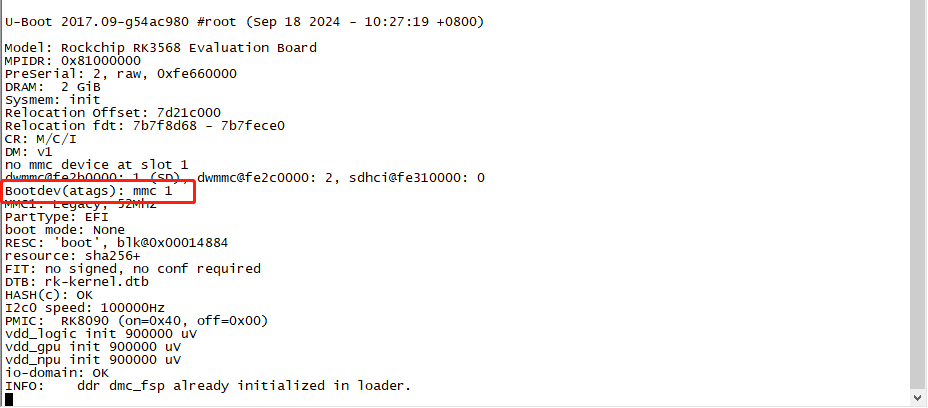 U-Boot 2017.09-g54ac980 #root (Sep 18 2024 - 10:27:19 +0800)
Model: Rockchip RK3568 Evaluation Board
MPIDR: 0x81000000
PreSerial: 2, raw, 0xfe660000
DRAM:  2 GiB
Sysmem: init
Relocation Offset: 7d21c000
Relocation fdt: 7b7f8d68 - 7b7fece0
CR: M/C/I
DM: v1
no mmc device at slot 1
dwmmc@fe2b0000: 1 (SD), dwmmc@fe2c0000: 2, sdhci@fe310000: 0
Bootdev(atags): mmc 1
MMC1: Legacy, 52Mhz
PartType: EFI
boot mode: None
RESC: 'boot', blk@0x00014884
resource: sha256+
FIT: no signed, no conf required
DTB: rk-kernel.dtb
HASH(c): OK
I2c0 speed: 100000Hz
PMIC:  RK8090 (on=0x40, off=0x00)
vdd_logic init 900000 uV
vdd_gpu init 900000 uV
vdd_npu init 900000 uV
io-domain: OK
INFO:    ddr dmc_fsp already initialized in loader.